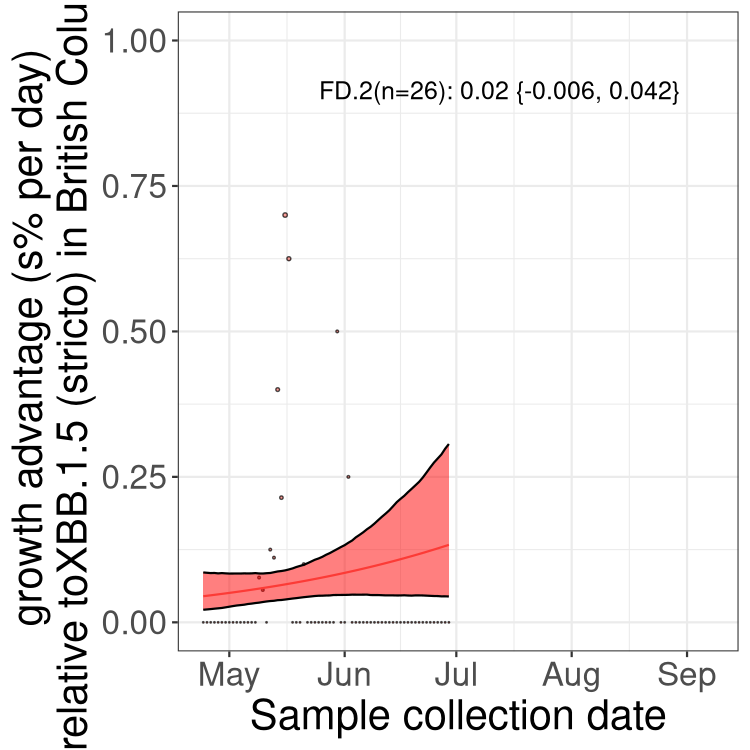 growth advantage (s% per day)
relative toXBB.1.5 (stricto) in British Colu
1.00
0.75
0.50
0.25
0.00
FD.2(n=26): 0.02 {-0.006, 0.042}
May Jun Jul Aug Sep
Sample collection date